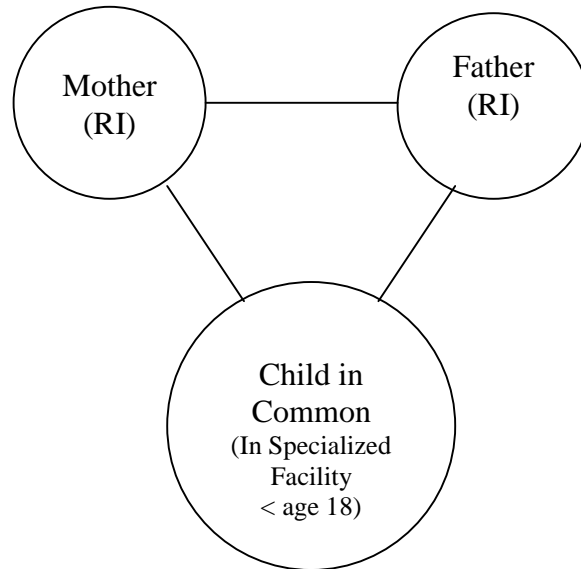 Mother
(RI)
Father
(RI)
Child in
Common
(In Specialized
Facility
< age 18)